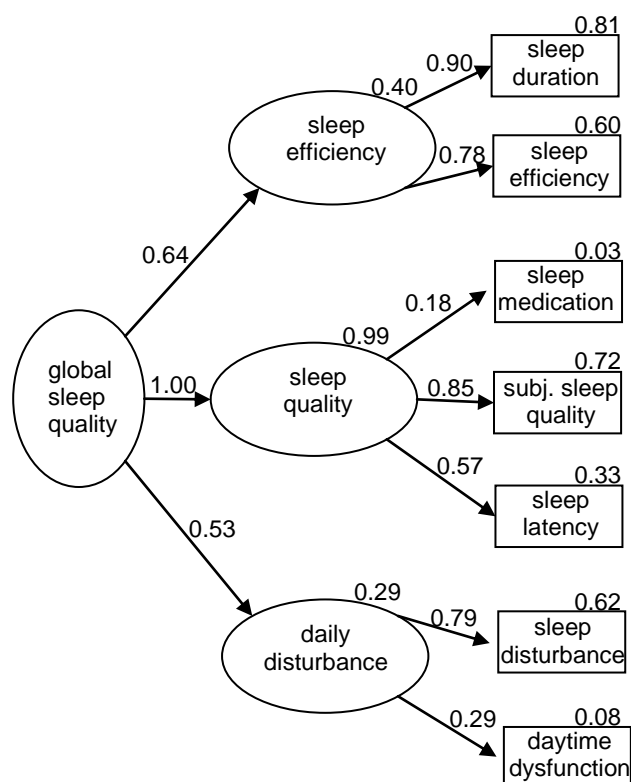 0.81
sleep
duration
0.90
0.40
sleep
efficiency
0.60
sleep
efficiency
0.78
0.64
0.03
sleep
medication
0.18
0.99
global
sleep
quality
1.00
sleep
quality
0.72
subj. sleep
quality
0.85
0.57
0.33
sleep
latency
0.53
0.29
daily
disturbance
0.79
0.62
sleep
disturbance
0.29
0.08
daytime
dysfunction